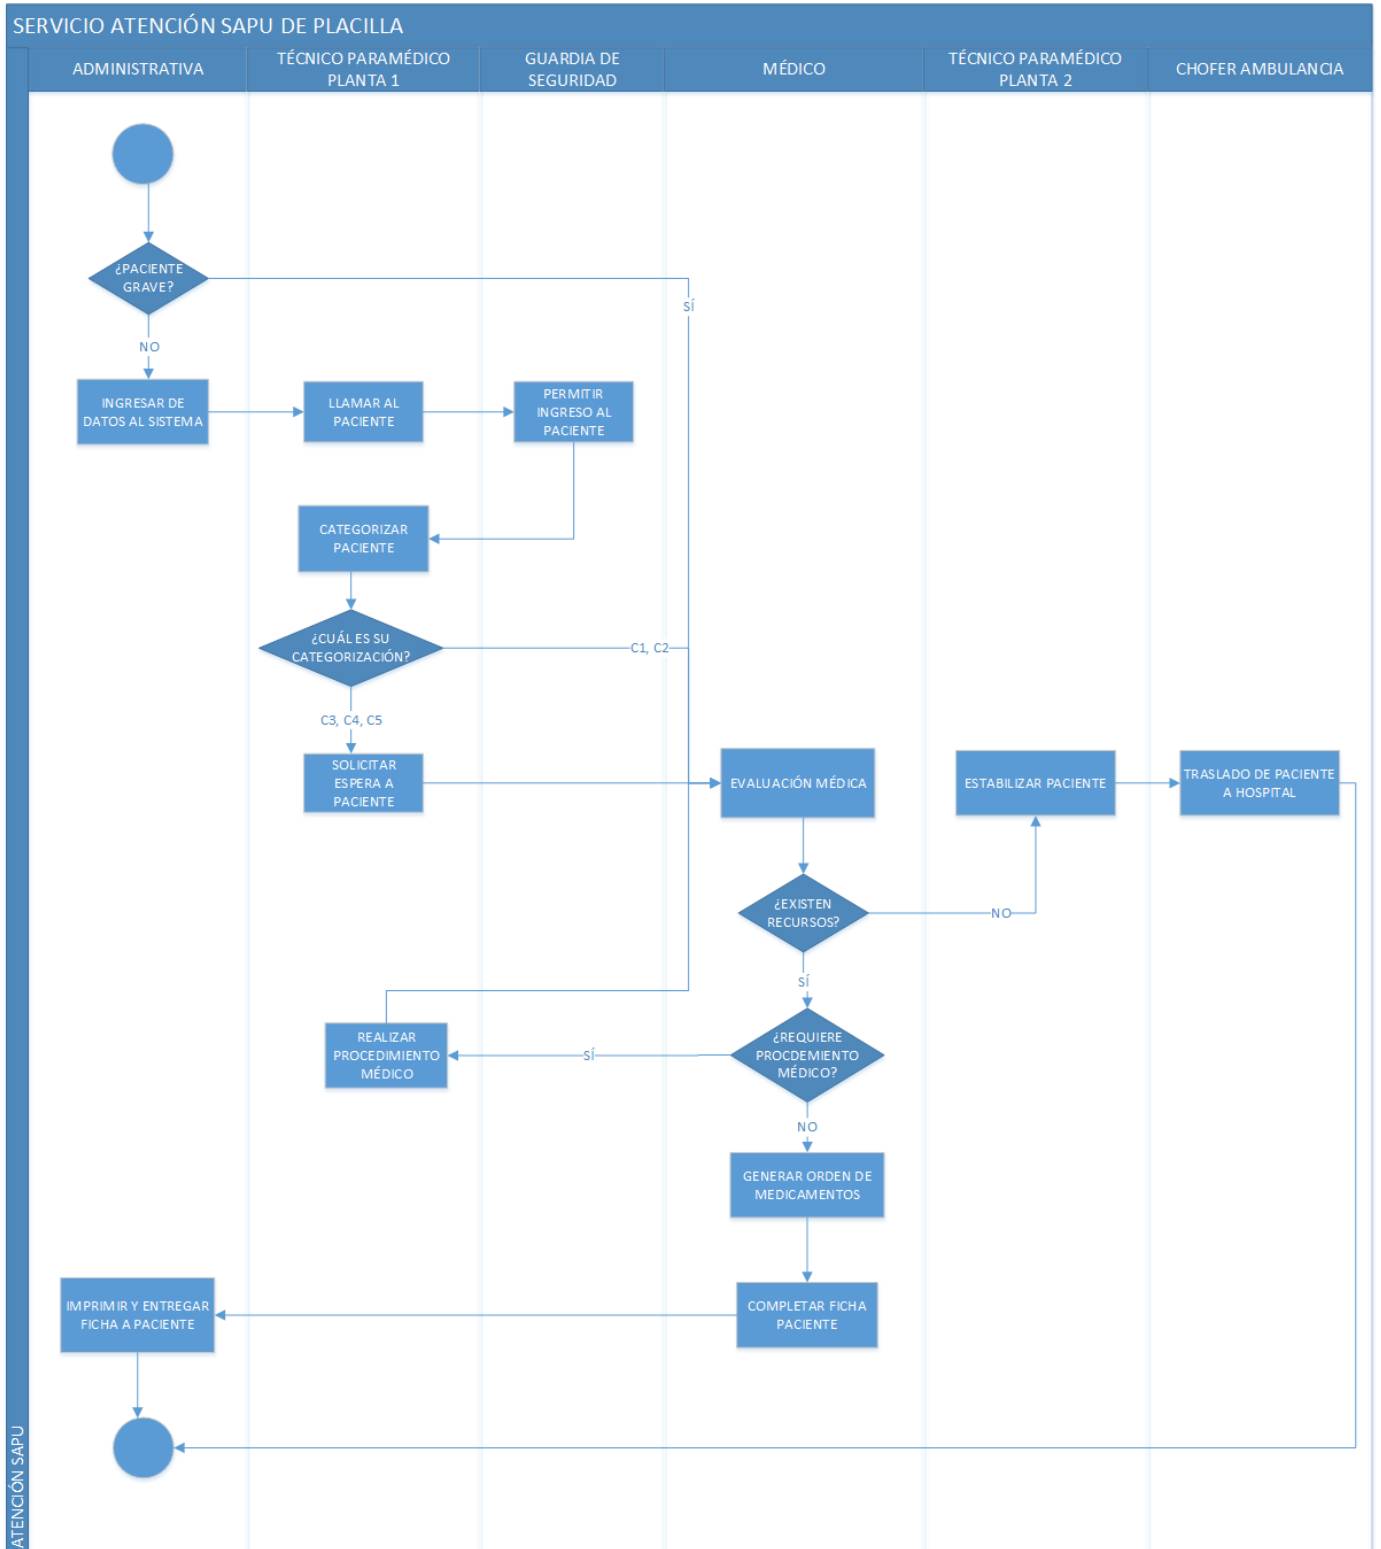 SERVICIO ATENCIÓN SAPU DE PLACILLA
ADMINISTRATIVA
TÉCNICO PARAMÉDICO
PLANTA 1
GUARDIA DE
SEGURIDAD
MÉDICO
TÉCNICO PARAMÉDICO
PLANTA 2
CHOFER AMBULANCIA
¿PACIENTE
GRAVE?
SÍ
NO
INGRESAR DE
DATOS AL SISTEMA
LLAMAR AL
PACIENTE
PERMITIR
INGRESO AL
PACIENTE
CATEGORIZAR
PACIENTE
¿CUÁL ES SU
CATEGORIZACIÓN?
C1, C2
C3, C4, C5
SOLICITAR
ESPERA A
PACIENTE
EVALUACIÓN MÉDICA
ESTABILIZAR PACIENTE
TRASLADO DE PACIENTE
A HOSPITAL
¿EXISTEN
RECURSOS?
NO
SÍ
REALIZAR
PROCEDIMIENTO
MÉDICO
SÍ
¿REQUIERE
PROCDEMIENTO
MÉDICO?
NO
GENERAR ORDEN DE
MEDICAMENTOS
IMPRIMIR Y ENTREGAR
FICHA A PACIENTE
COMPLETAR FICHA
PACIENTE
ATENCIÓN SAPU